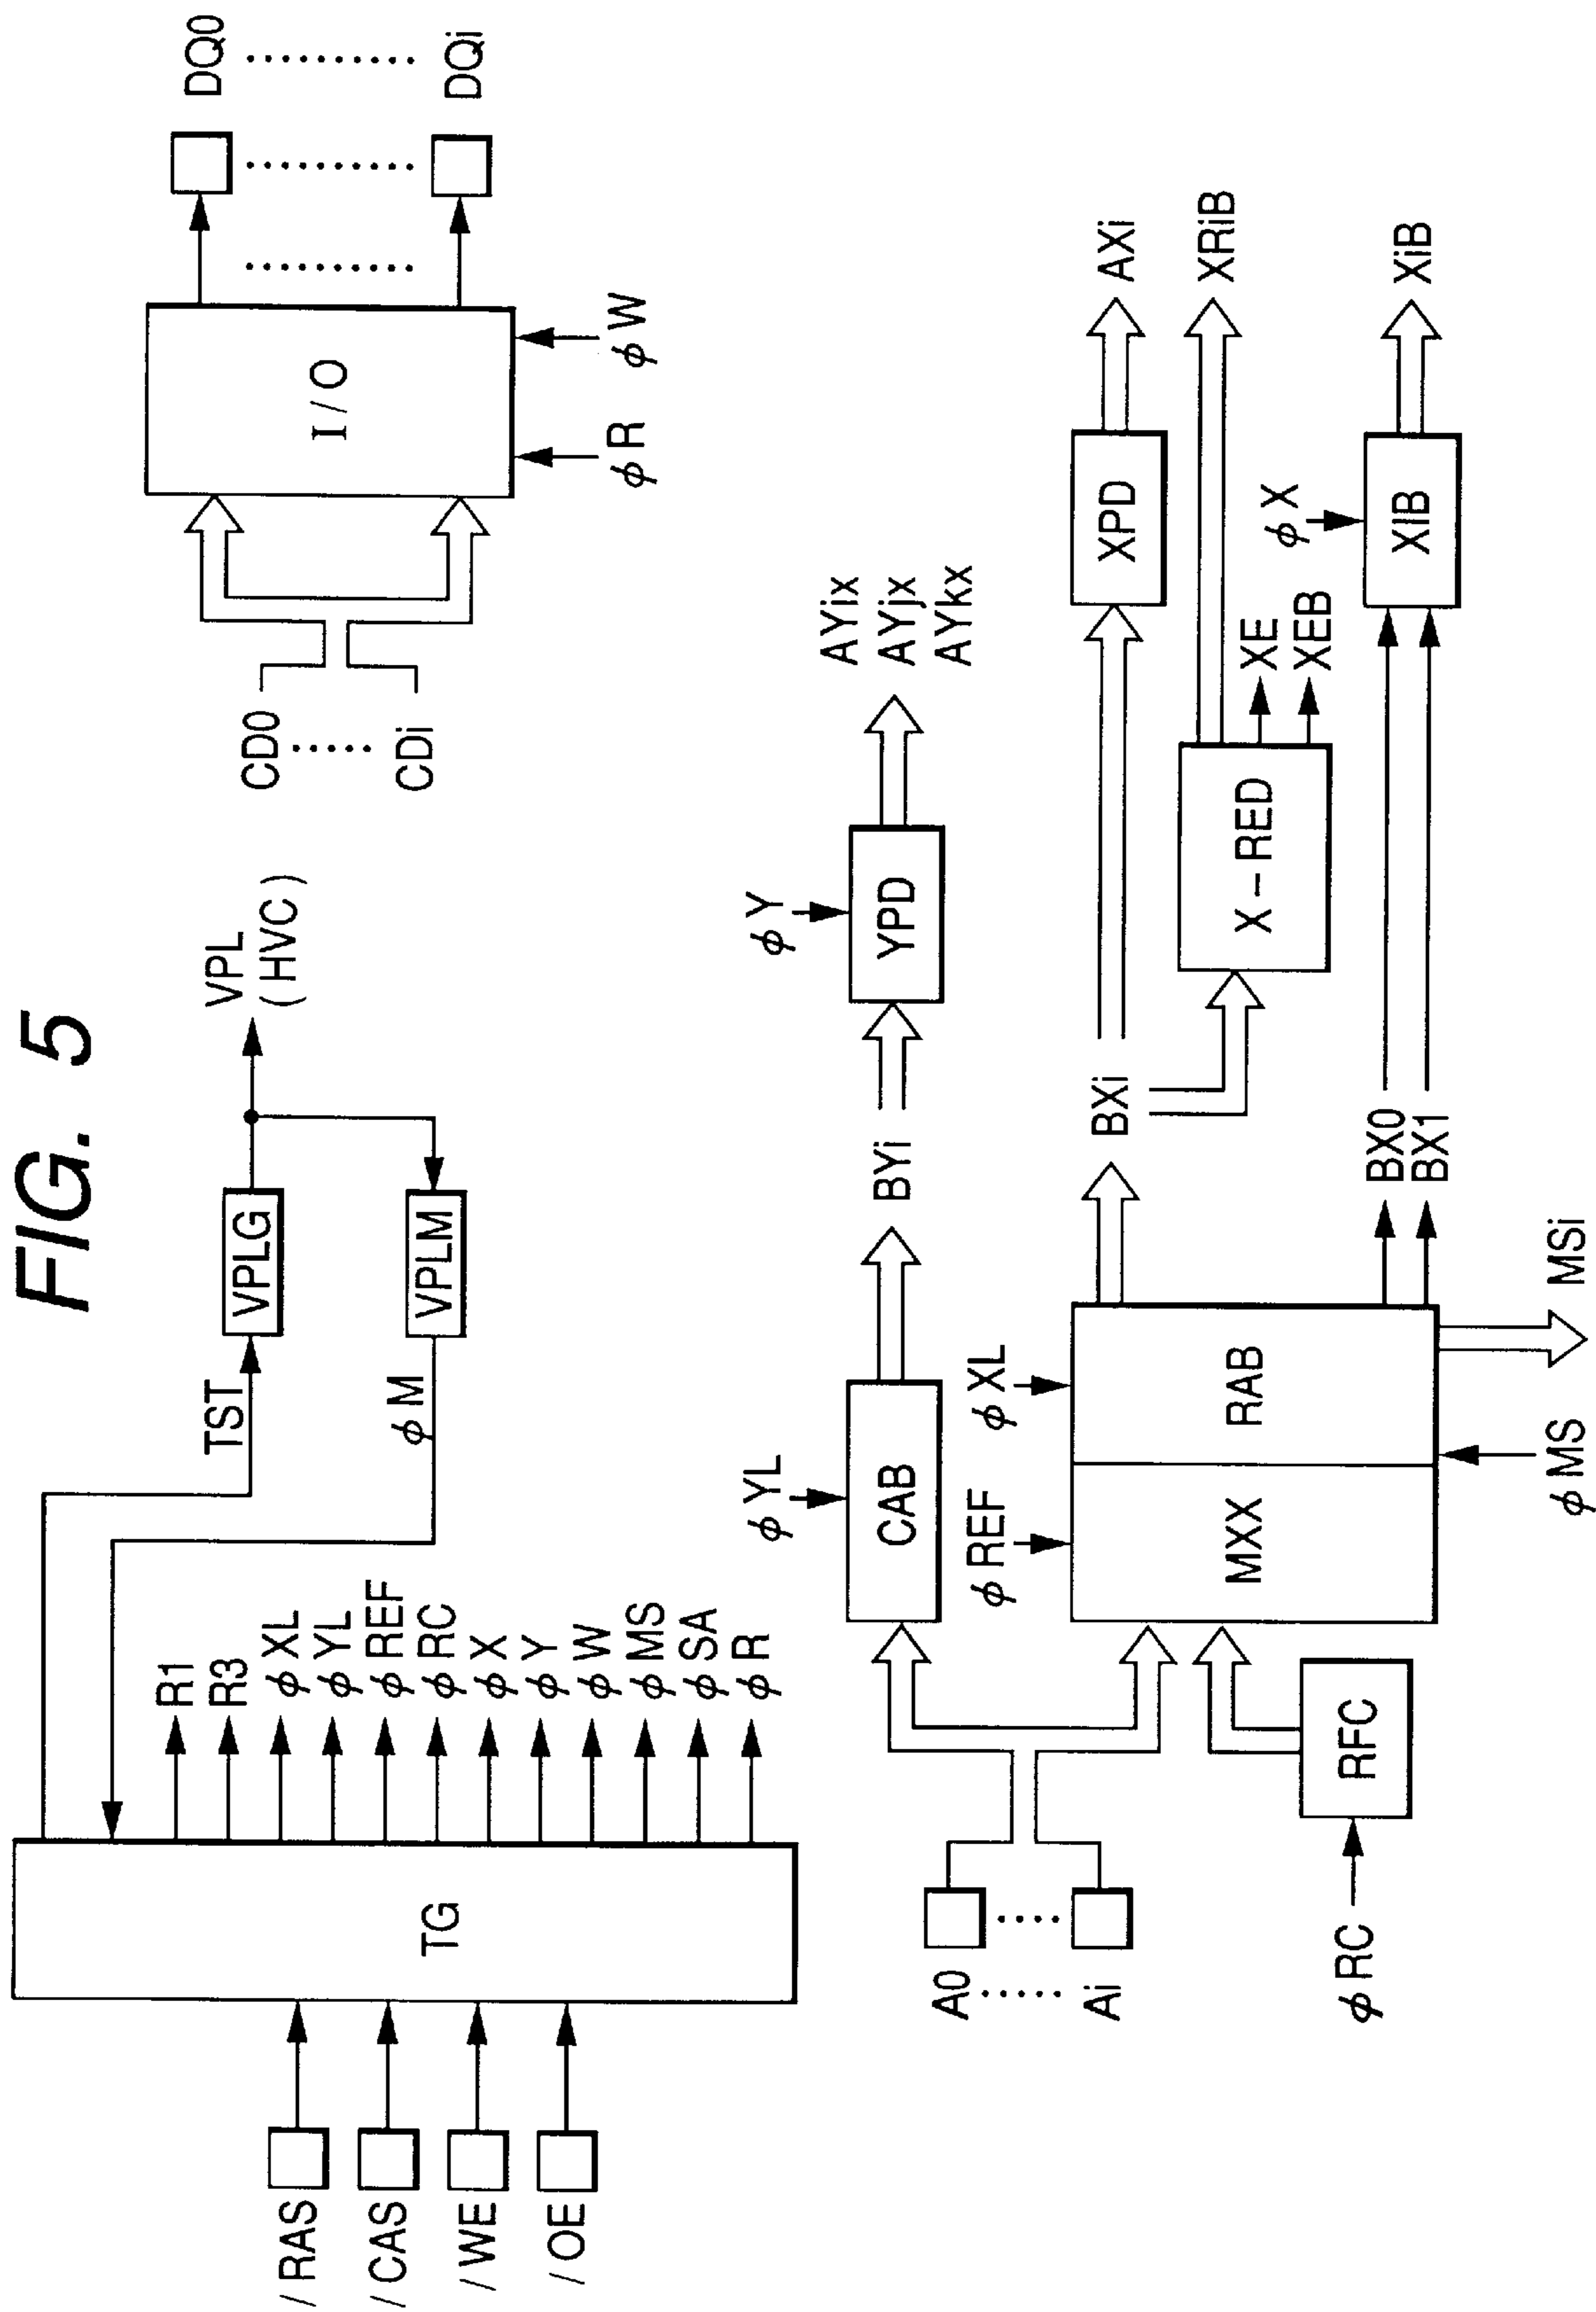 FIG. 5
/RAS
/CAS
/WE
/OE
TG
R1
R3
φXL
φYL
φREF
φRC
φX
φY
φW
φMS
φSA
φR
TST
φM
VPLG
VPLM
VPL
(HVC)
CD0
CDi
I/O
φR
φW
DQ0
DQi
A0
Ai
φYL
CAB
BYi
φY
YPD
AYix
AYjx
AYkx
φRC
RFC
φREF
φXL
MXX
RAB
φMS
MSi
BXi
BX0
BX1
X-RED
XE
XEB
XPD
AXi
XRiB
φX
XIB
XiB